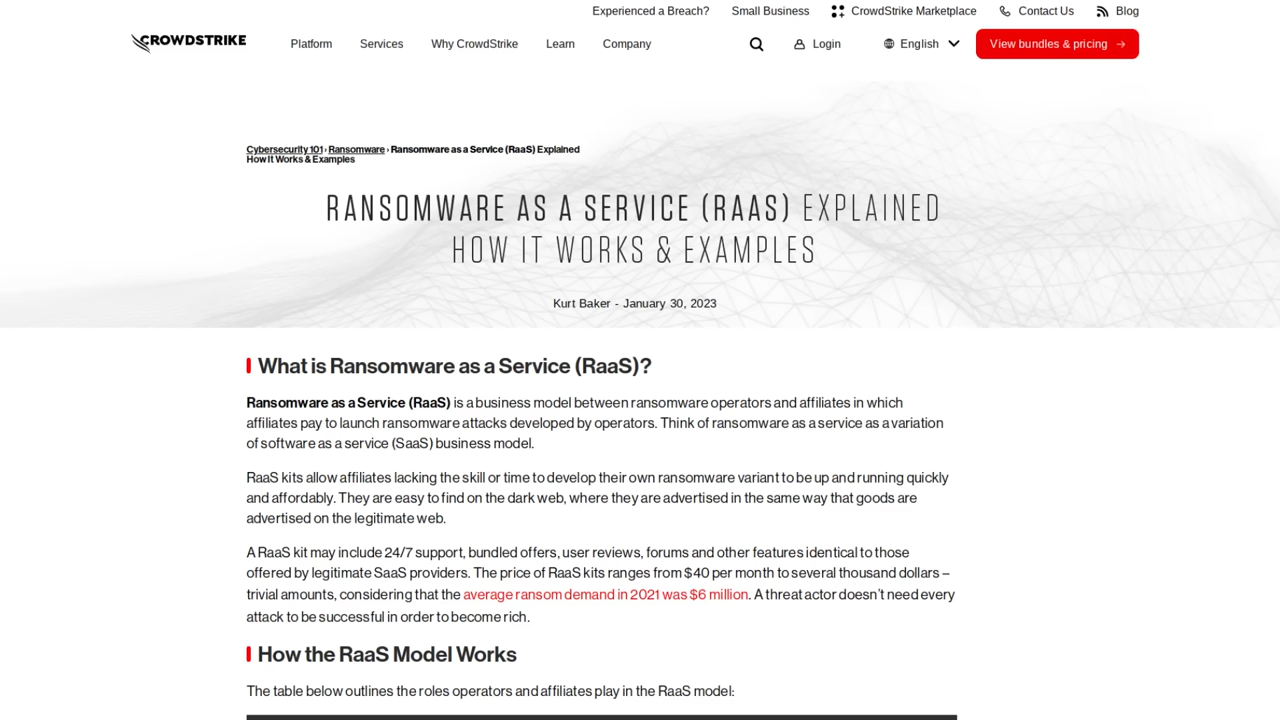 Experienced a Breach? Small Business CrowdStrike Marketplace Contact Us Blog
CROWDSTRIKE Platform Services Why CrowdStrike Learn Company Login English View bundles & pricing →
Cybersecurity 101 › Ransomware › Ransomware as a Service (RaaS) Explained
How It Works & Examples
RANSOMWARE AS A SERVICE (RAAS) EXPLAINED
HOW IT WORKS & EXAMPLES
Kurt Baker - January 30, 2023
What is Ransomware as a Service (RaaS)?
Ransomware as a Service (RaaS) is a business model between ransomware operators and affiliates in which
affiliates pay to launch ransomware attacks developed by operators. Think of ransomware as a service as a variation
of software as a service (SaaS) business model.
RaaS kits allow affiliates lacking the skill or time to develop their own ransomware variant to be up and running quickly
and affordably. They are easy to find on the dark web, where they are advertised in the same way that goods are
advertised on the legitimate web.
A RaaS kit may include 24/7 support, bundled offers, user reviews, forums and other features identical to those
offered by legitimate SaaS providers. The price of RaaS kits ranges from $40 per month to several thousand dollars –
trivial amounts, considering that the average ransom demand in 2021 was $6 million. A threat actor doesn't need every
attack to be successful in order to become rich.
How the RaaS Model Works
The table below outlines the roles operators and affiliates play in the RaaS model: